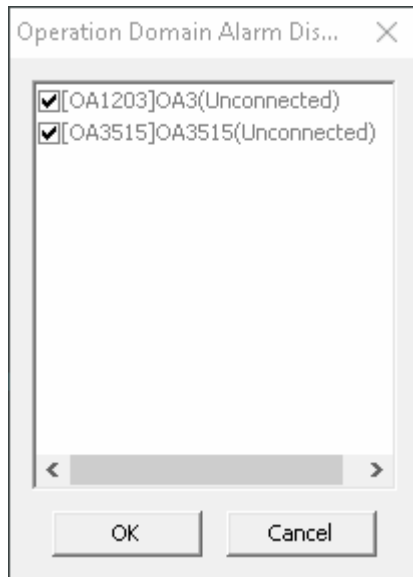 Operation Domain Alarm Dis...
[OA1203]OA3(Unconnected)
[OA3515]OA3515(Unconnected)
OK
Cancel